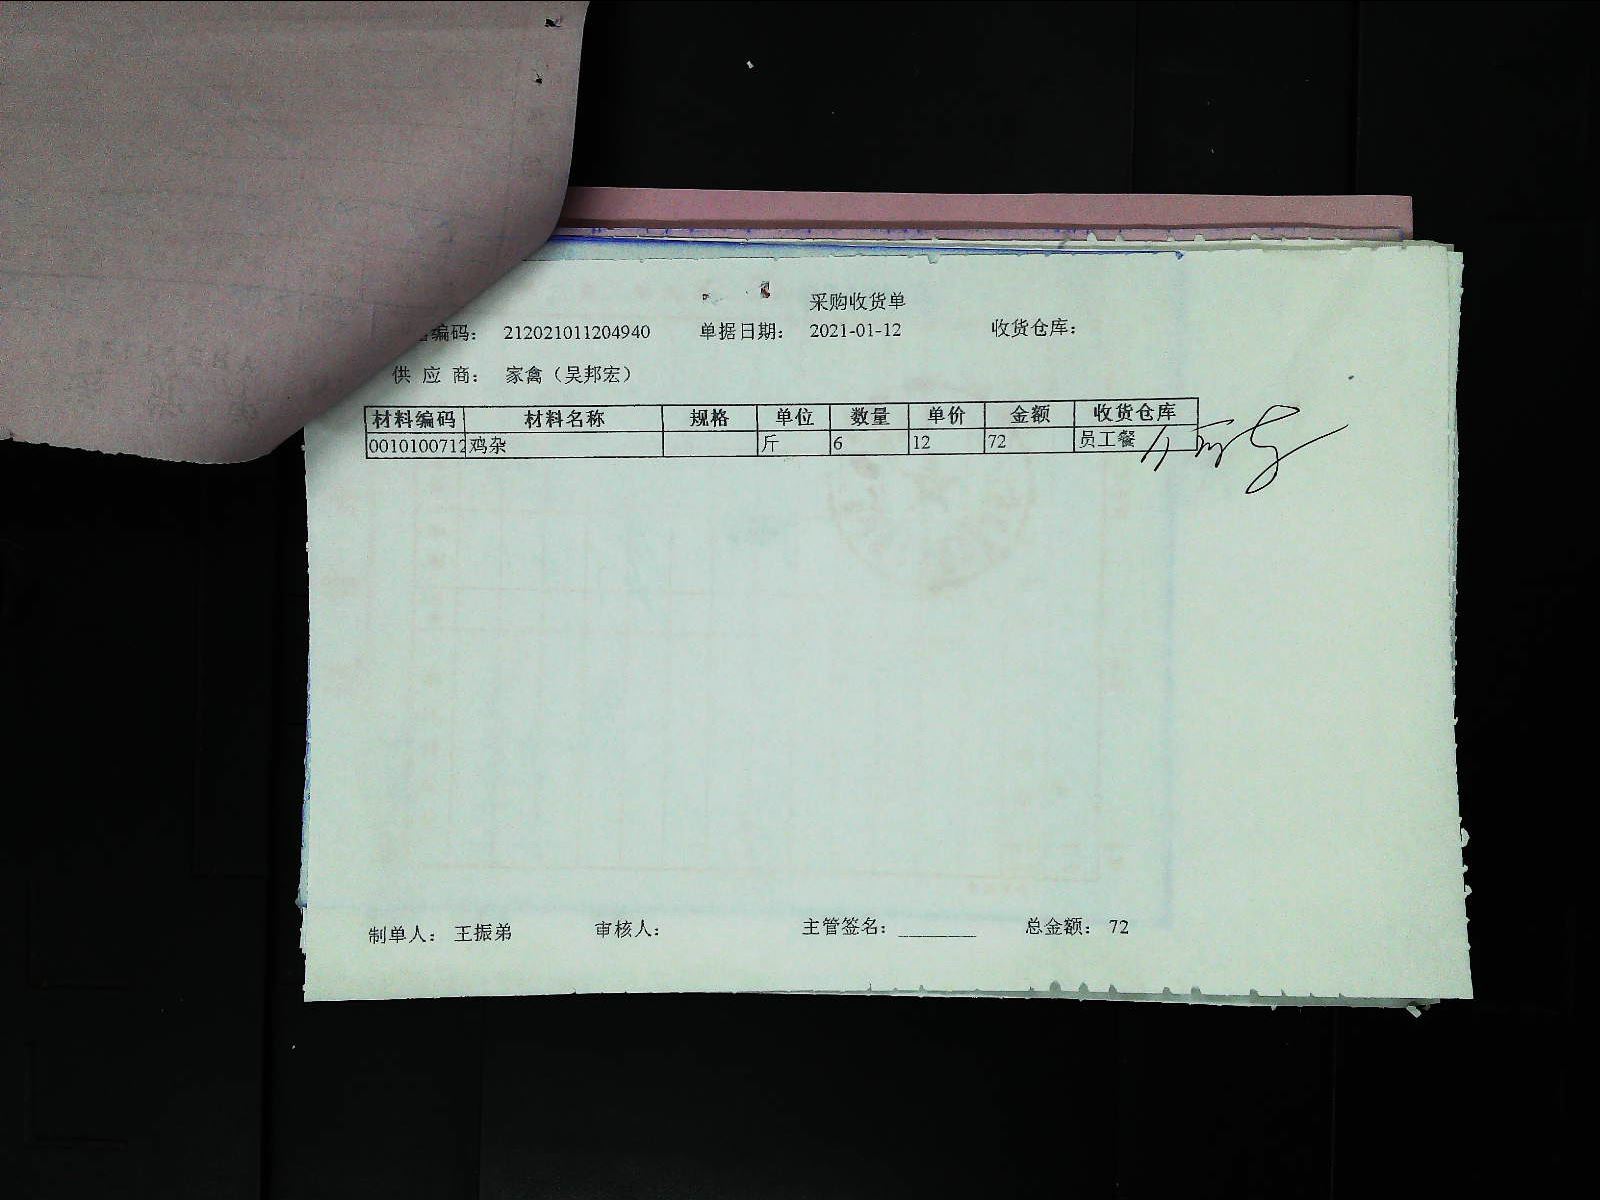 采购收货单
编码： 212021011204940 单据日期： 2021-01-12 收货仓库：
供 应 商： 家禽（吴邦宏）
材料编码 材料名称 规格 单位 数量 单价 金额 收货仓库
0010100712 鸡杂 斤 6 12 72 员工餐
制单人： 王振弟 审核人： 主管签名： 总金额： 72